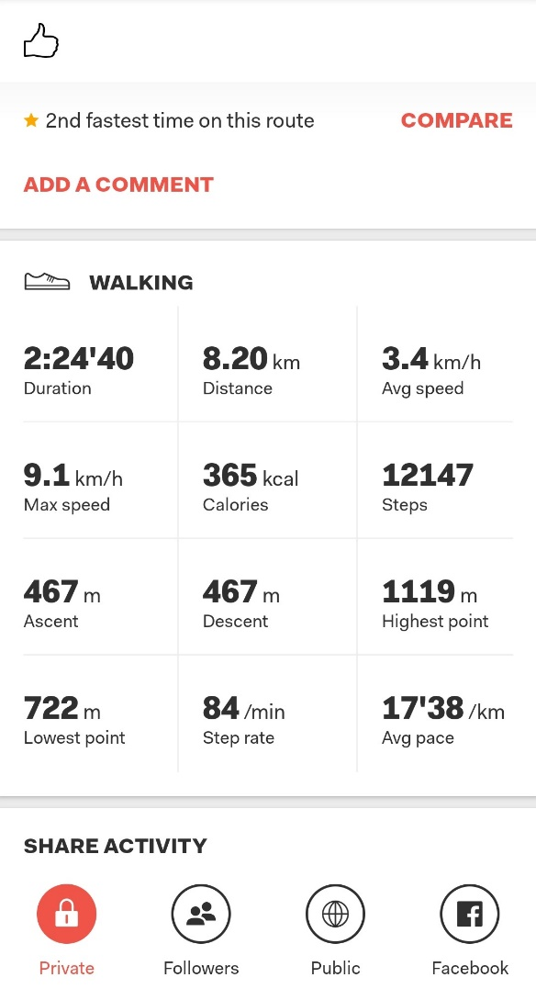 2nd fastest time on this route COMPARE
ADD A COMMENT
WALKING
2:24'40 8.20 km 3.4 km/h
Duration Distance Avg speed
9.1 km/h 365 kcal 12147
Max speed Calories Steps
467 m 467 m 1119 m
Ascent Descent Highest point
722 m 84 /min 17'38 /km
Lowest point Step rate Avg pace
SHARE ACTIVITY
Private Followers Public Facebook